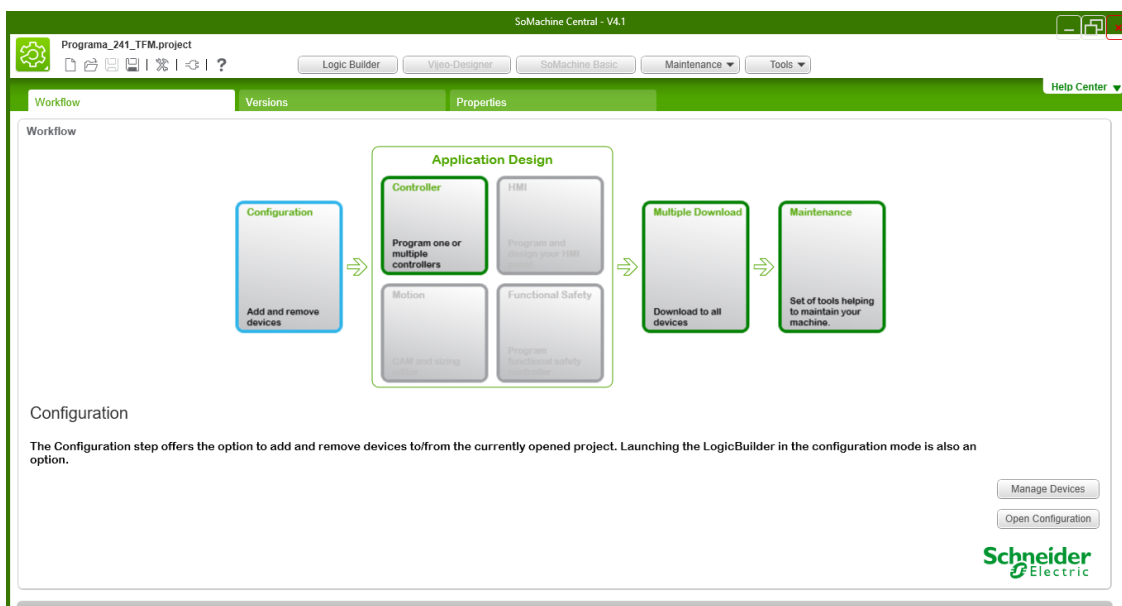 SoMachine Central - V4.1
Programa_241_TFM.project
Logic Builder
Vijeo-Designer
SoMachine Basic
Maintenance
Tools
?
Help Center
Workflow
Versions
Properties
Workflow
Application Design
Configuration
Add and remove
devices
Controller
Program one or
multiple
controllers
HMI
Program and
design your HMI
Motion
CAM and sizing
editor
Functional Safety
Program
functional safety
controller
Multiple Download
Download to all
devices
Maintenance
Set of tools helping
to maintain your
machine.
Configuration
The Configuration step offers the option to add and remove devices to/from the currently opened project. Launching the LogicBuilder in the configuration mode is also an
option.
Manage Devices
Open Configuration
Schneider
Electric